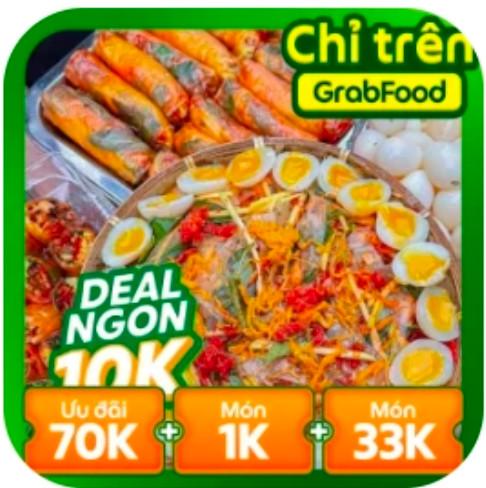 Chỉ trên
GrabFood
DEAL
NGON
10K
Ưu đãi
70K
+
Món
1K
+
Món
33K